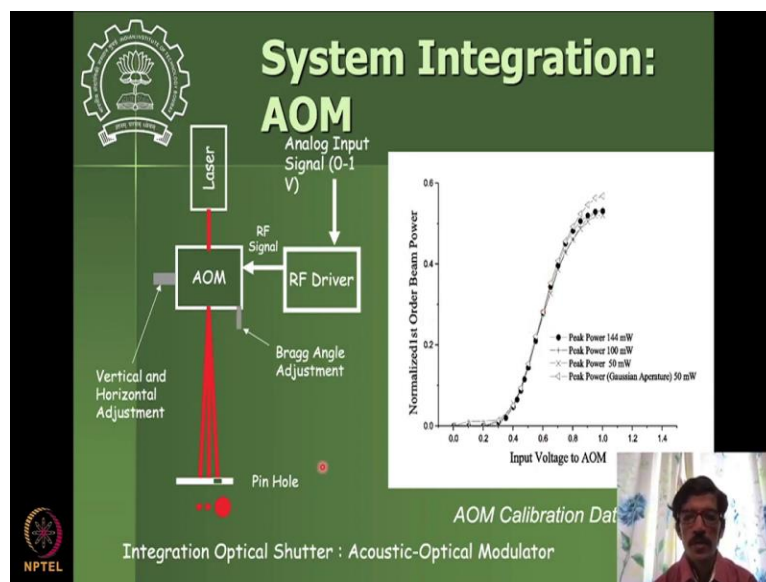 System Integration:
AOM
Analog Input
Signal (0-1
V)
Laser
RF
Signal
AOM
RF Driver
Bragg Angle
Adjustment
Vertical and
Horizontal
Adjustment
Pin Hole
Normalized1st Order Beam Power
0.6
0.4
0.2
0.0
Peak Power 144 mW
Peak Power 100 mW
Peak Power 50 mW
Peak Power (Gaussian Aperature) 50 mW
0.0 0.2 0.4 0.6 0.8 1.0 1.2 1.4
Input Voltage to AOM
AOM Calibration Dat
Integration Optical Shutter : Acoustic-Optical Modulator
NPTEL